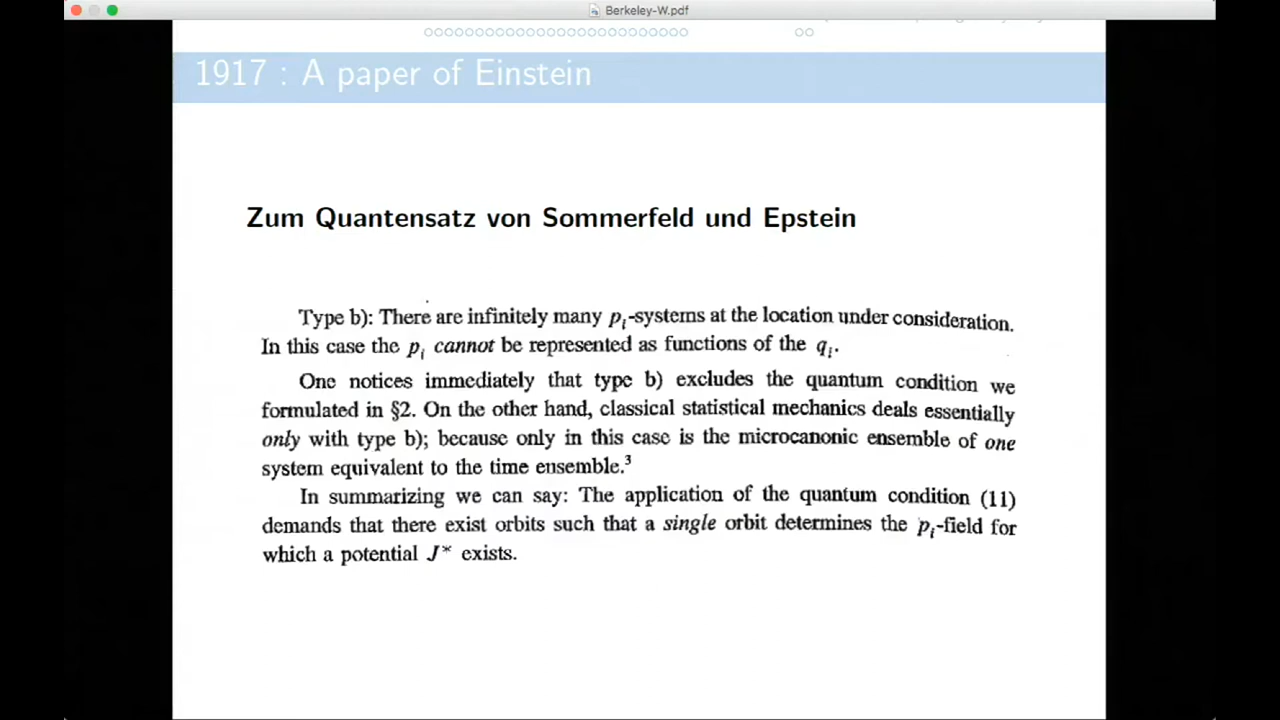 Berkeley-W.pdf
1917 : A paper of Einstein
Zum Quantensatz von Sommerfeld und Epstein
Type b): There are infinitely many pᵢ-systems at the location under consideration.
In this case the pᵢ cannot be represented as functions of the qᵢ.
One notices immediately that type b) excludes the quantum condition we
formulated in §2. On the other hand, classical statistical mechanics deals essentially
only with type b); because only in this case is the microcanonic ensemble of one
system equivalent to the time ensemble.³
In summarizing we can say: The application of the quantum condition (11)
demands that there exist orbits such that a single orbit determines the pᵢ-field for
which a potential J* exists.